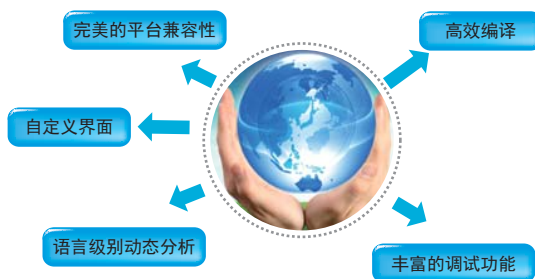 完美的平台兼容性
高效编译
自定义界面
语言级别动态分析
丰富的调试功能